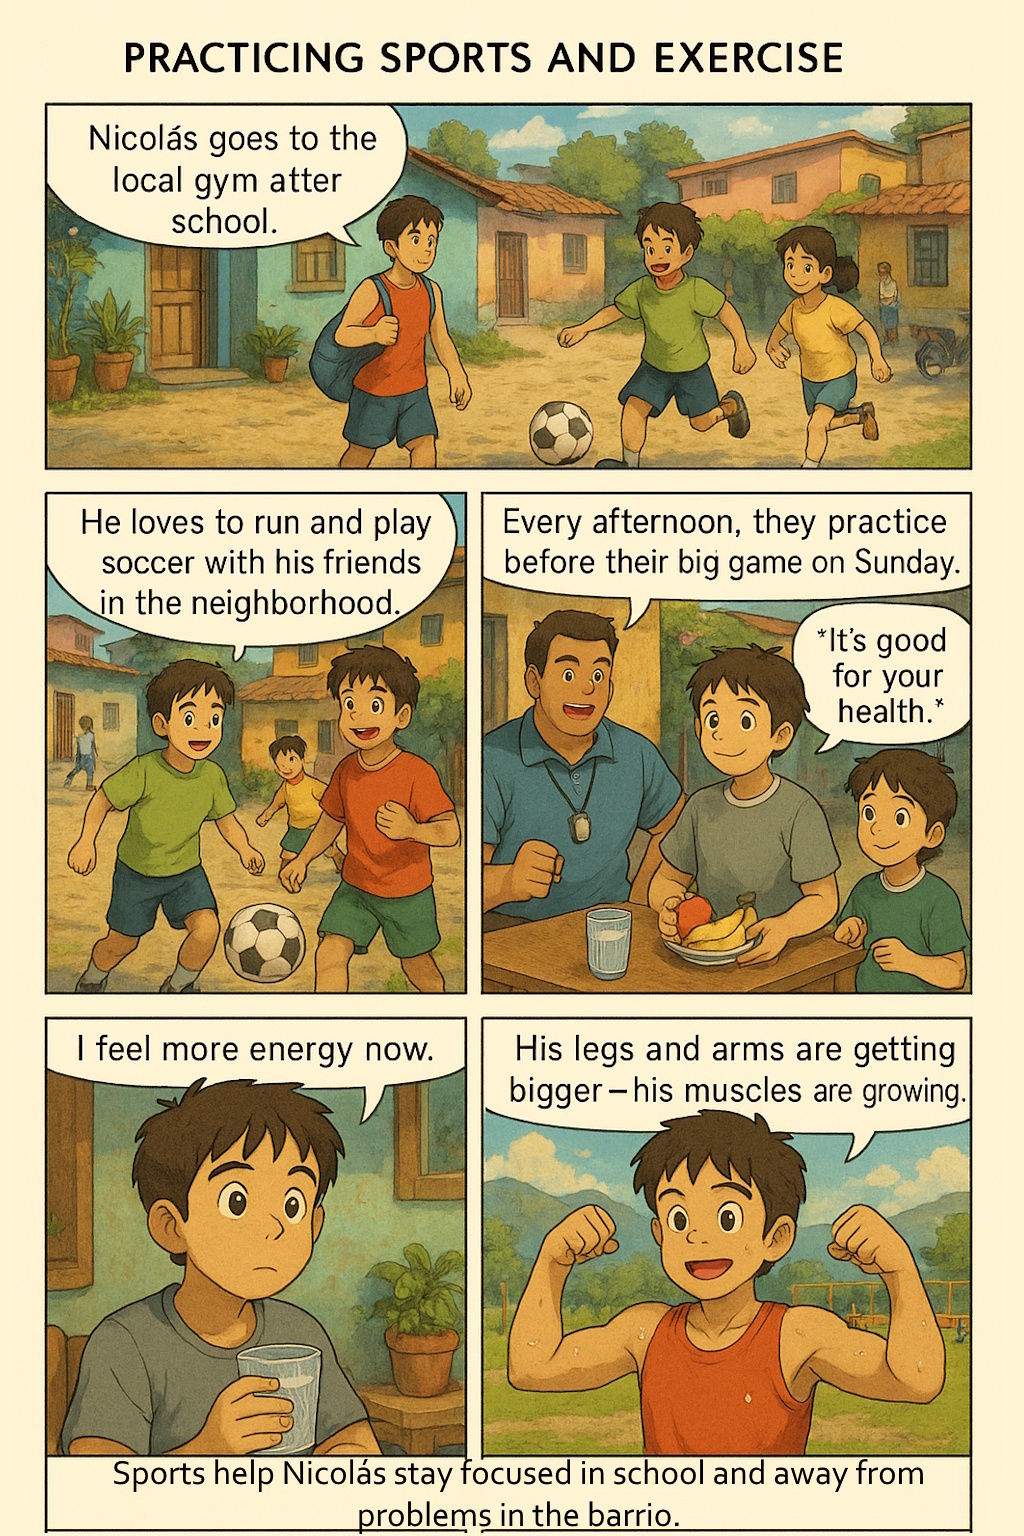 PRACTICING SPORTS AND EXERCISE
Nicolás goes to the
local gym atter
school.
He loves to run and play
soccer with his friends
in the neighborhood.
Every afternoon, they practice
before their big game on Sunday.
*It's good
for your
health.*
I feel more energy now.
His legs and arms are getting
bigger – his muscles are growing.
Sports help Nicolás stay focused in school and away from
problems in the barrio.